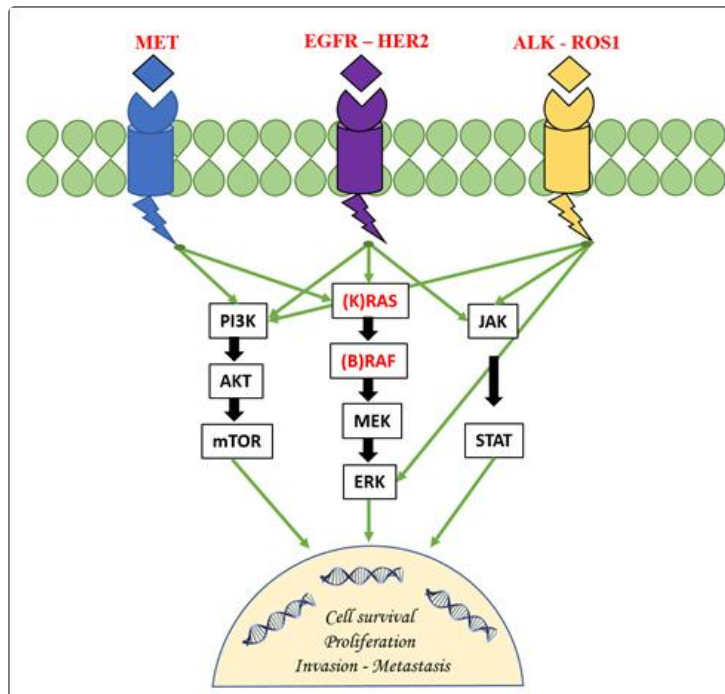 MET
EGFR – HER2
ALK - ROS1
(K)RAS
PI3K
JAK
(B)RAF
AKT
MEK
mTOR
STAT
ERK
Cell survival
Proliferation
Invasion - Metastasis